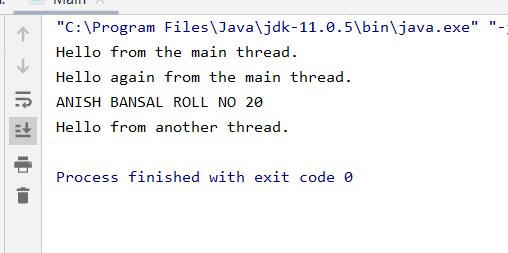 Main
"C:\Program Files\Java\jdk-11.0.5\bin\java.exe" "-
Hello from the main thread.
Hello again from the main thread.
ANISH BANSAL ROLL NO 20
Hello from another thread.

Process finished with exit code 0